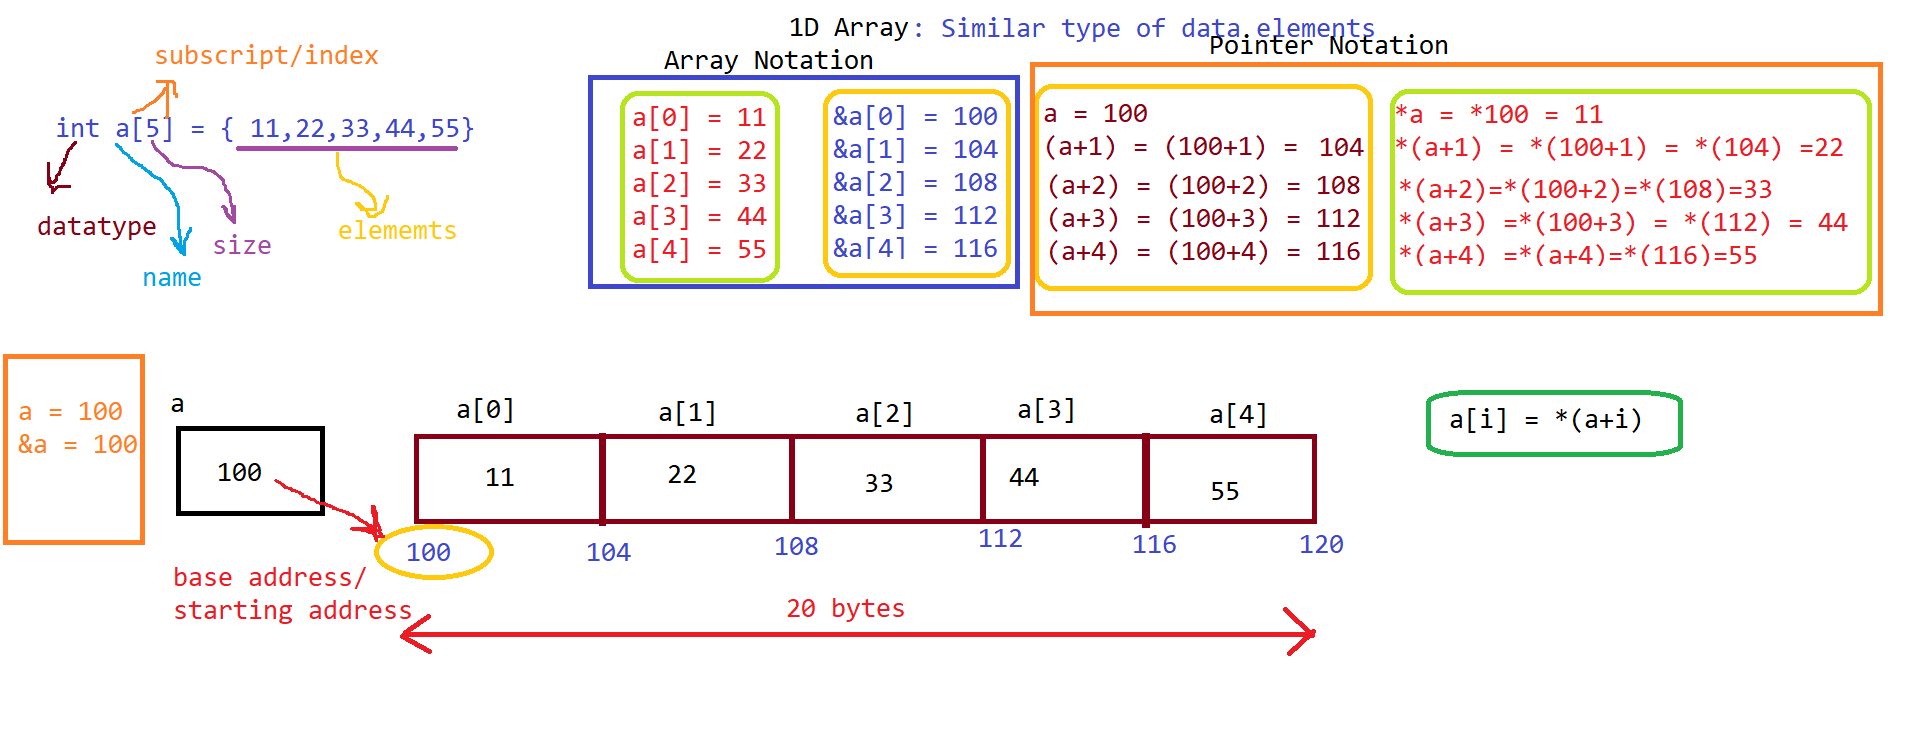 1D Array: Similar type of data elements
subscript/index
int a[5] = { 11,22,33,44,55}
datatype
name
size
elememts
Array Notation
a[0] = 11
a[1] = 22
a[2] = 33
a[3] = 44
a[4] = 55
&a[0] = 100
&a[1] = 104
&a[2] = 108
&a[3] = 112
&a[4] = 116
Pointer Notation
a = 100
(a+1) = (100+1) = 104
(a+2) = (100+2) = 108
(a+3) = (100+3) = 112
(a+4) = (100+4) = 116
*a = *100 = 11
*(a+1) = *(100+1) = *(104) =22
*(a+2)=*(100+2)=*(108)=33
*(a+3) =*(100+3) = *(112) = 44
*(a+4) =*(a+4)=*(116)=55
a = 100
&a = 100
a
100
base address/
starting address
a[0] a[1] a[2] a[3] a[4]
11 22 33 44 55
100 104 108 112 116 120
20 bytes
a[i] = *(a+i)